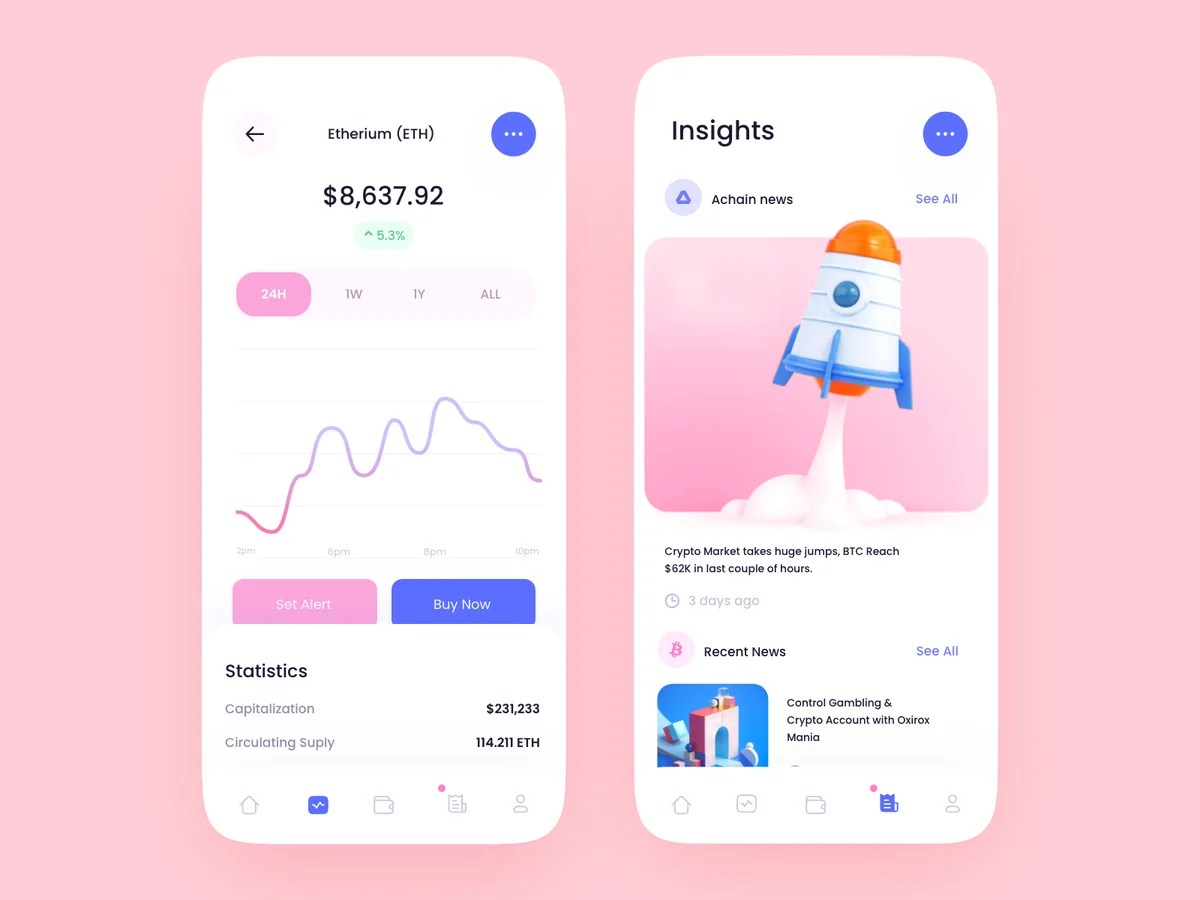 Etherium (ETH)
$8,637.92
5.3%
24H 1W 1Y ALL
2pm 6pm 8pm 10pm
Set Alert Buy Now
Statistics
Capitalization $231,233
Circulating Suply 114.211 ETH
Insights
Achain news See All
Crypto Market takes huge jumps, BTC Reach
$62K in last couple of hours.
3 days ago
Recent News See All
Control Gambling &
Crypto Account with Oxirox
Mania